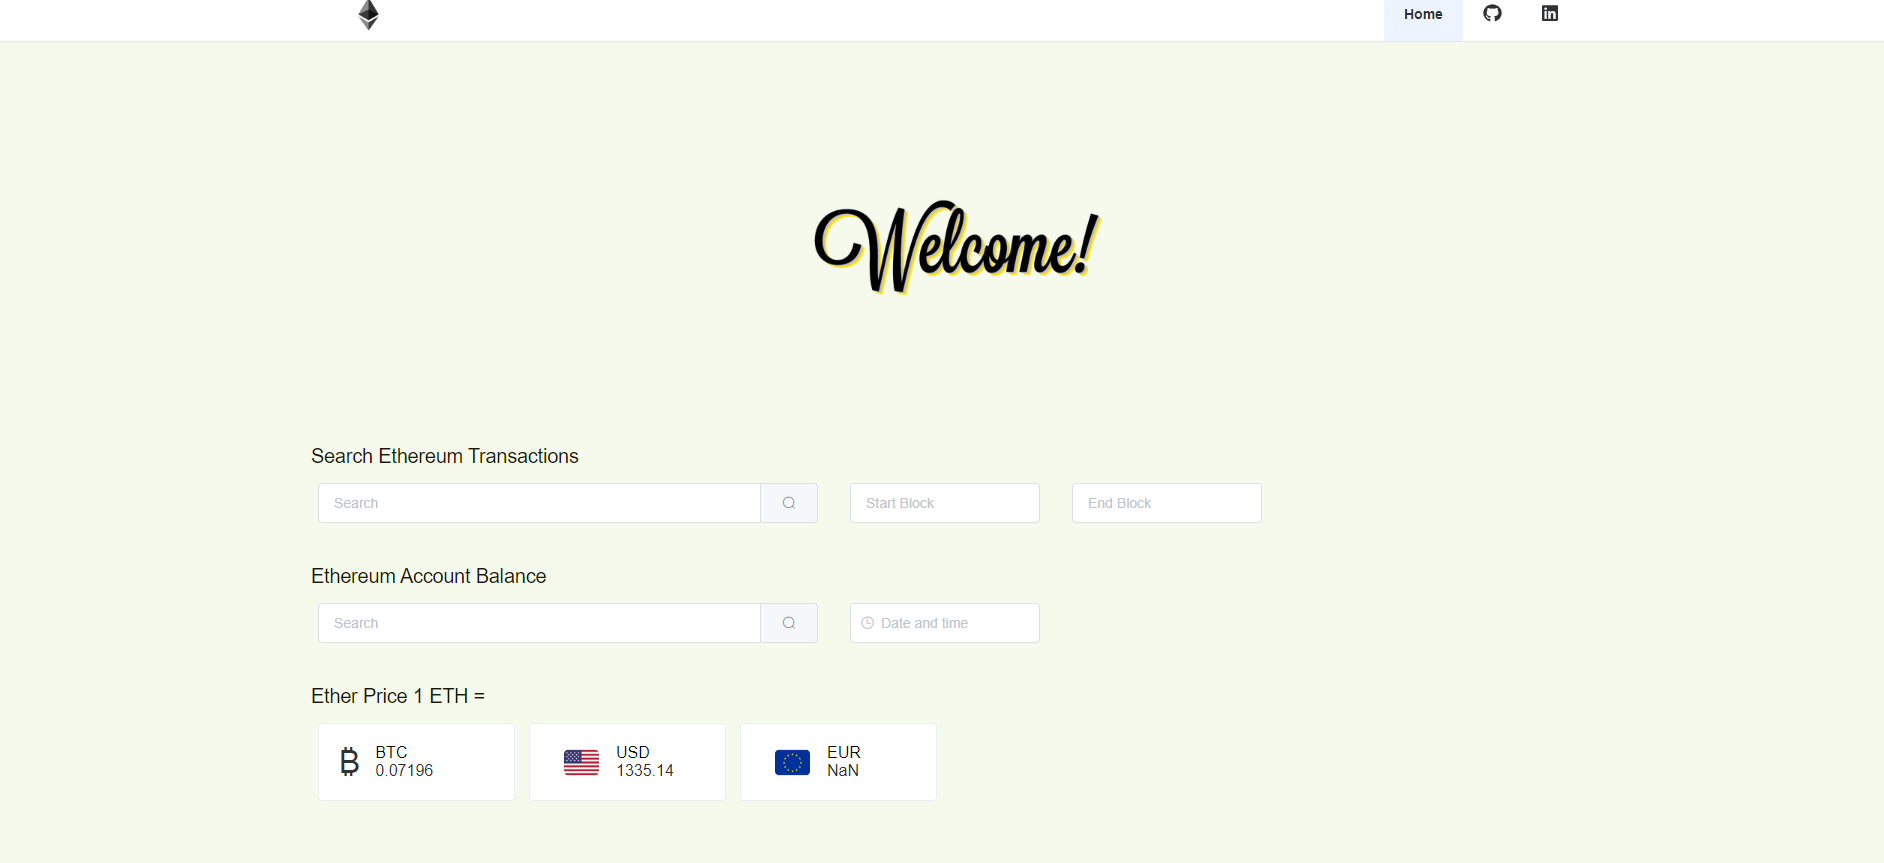 Home
Welcome!
Search Ethereum Transactions
Search
Start Block
End Block
Ethereum Account Balance
Search
Date and time
Ether Price 1 ETH =
BTC
0.07196
USD
1335.14
EUR
NaN